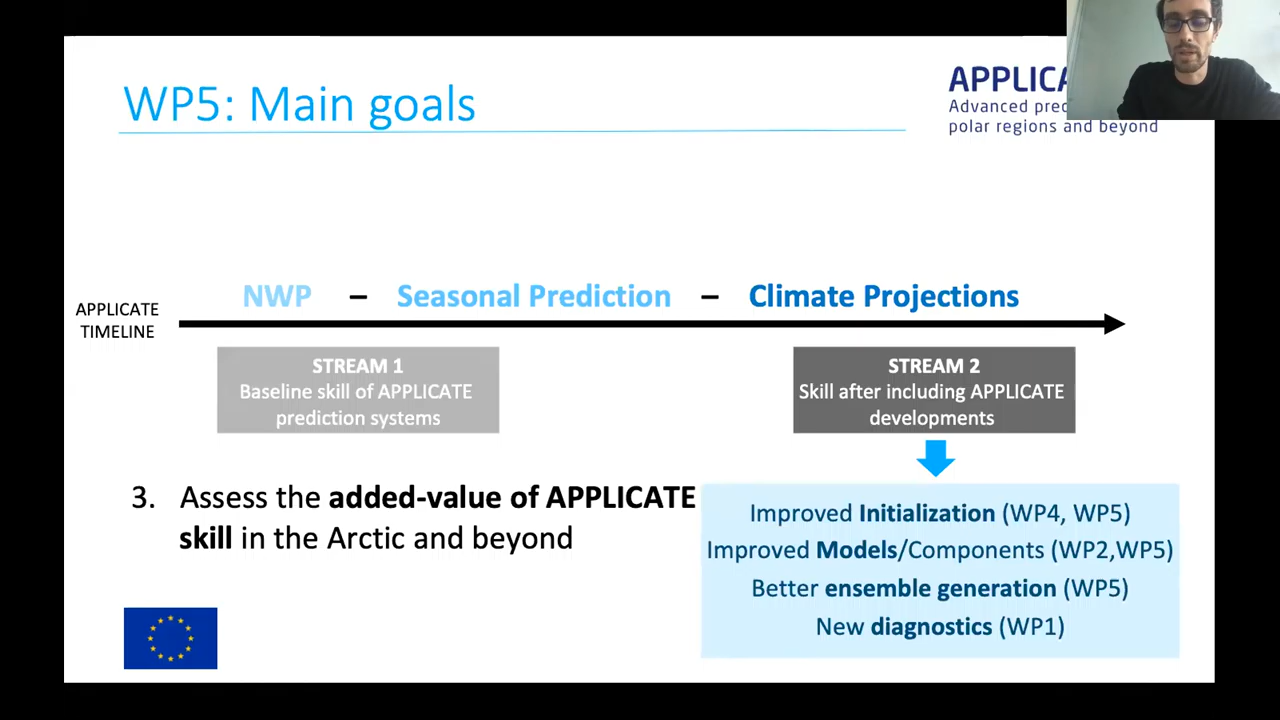 WP5: Main goals
APPLICA
Advanced pred
polar regions and beyond
NWP – Seasonal Prediction – Climate Projections
APPLICATE
TIMELINE
STREAM 1
Baseline skill of APPLICATE
prediction systems
STREAM 2
Skill after including APPLICATE
developments
3. Assess the added-value of APPLICATE
skill in the Arctic and beyond
Improved Initialization (WP4, WP5)
Improved Models/Components (WP2,WP5)
Better ensemble generation (WP5)
New diagnostics (WP1)